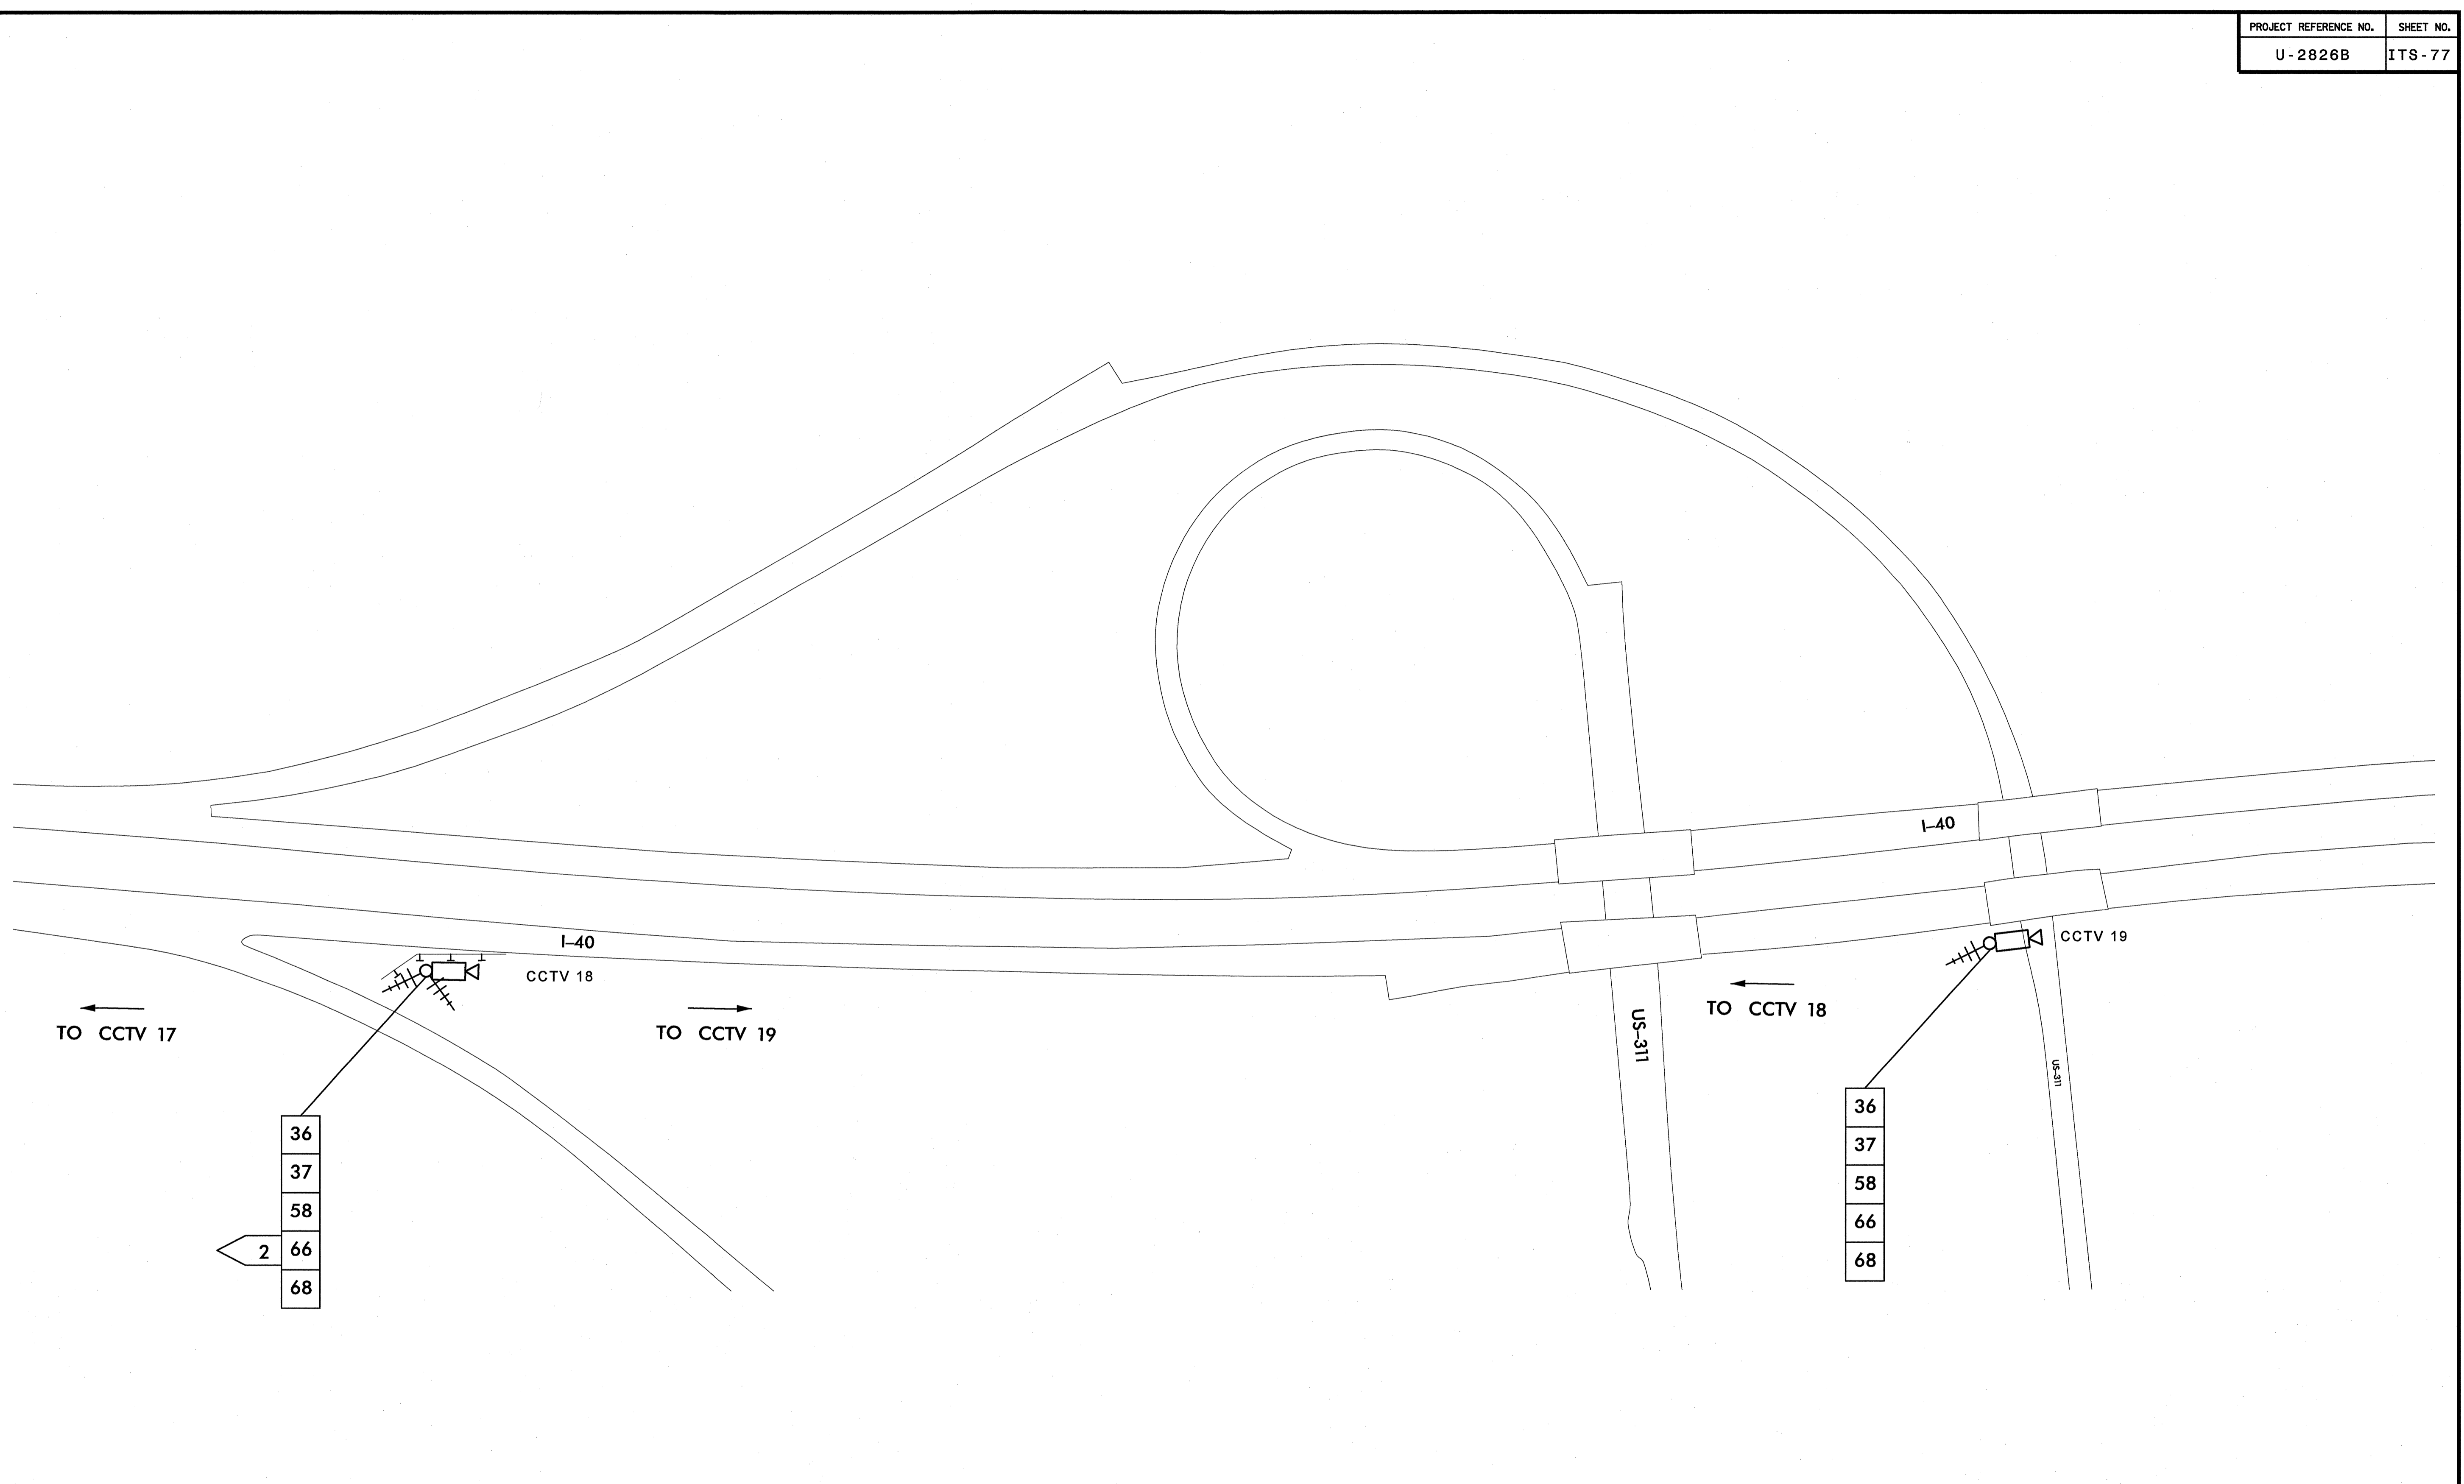 PROJECT REFERENCE NO. SHEET NO.
U-2826B ITS-77
I-40
I-40
CCTV 18
CCTV 19
TO CCTV 17
TO CCTV 19
TO CCTV 18
US-311
US-311
36
37
58
2 66
68
36
37
58
66
68